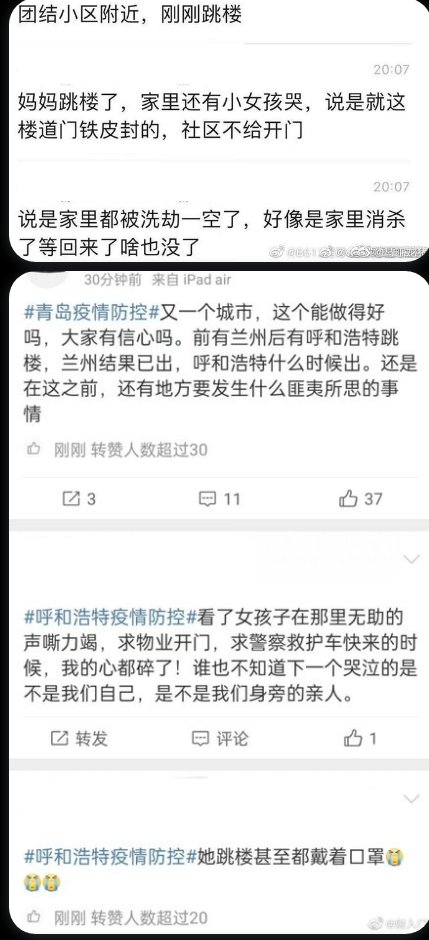 团结小区附近，刚刚跳楼
20:07
妈妈跳楼了，家里还有小女孩哭，说是就这
楼道门铁皮封的，社区不给开门
20:07
说是家里都被洗劫一空了，好像是家里消杀
了等回来了啥也没了
30分钟前 来自 iPad air
#青岛疫情防控#又一个城市，这个能做得好
吗，大家有信心吗。前有兰州后有呼和浩特跳
楼，兰州结果已出，呼和浩特什么时候出。还是
在这之前，还有地方要发生什么匪夷所思的事
情
刚刚 转赞人数超过30
3 11 37
#呼和浩特疫情防控#看了女孩子在那里无助的
声嘶力竭，求物业开门，求警察救护车快来的时
候，我的心都碎了！谁也不知道下一个哭泣的是
不是我们自己，是不是我们身旁的亲人。
转发 评论 1
#呼和浩特疫情防控#她跳楼甚至都戴着口罩😭
😭😭
刚刚 转赞人数超过20